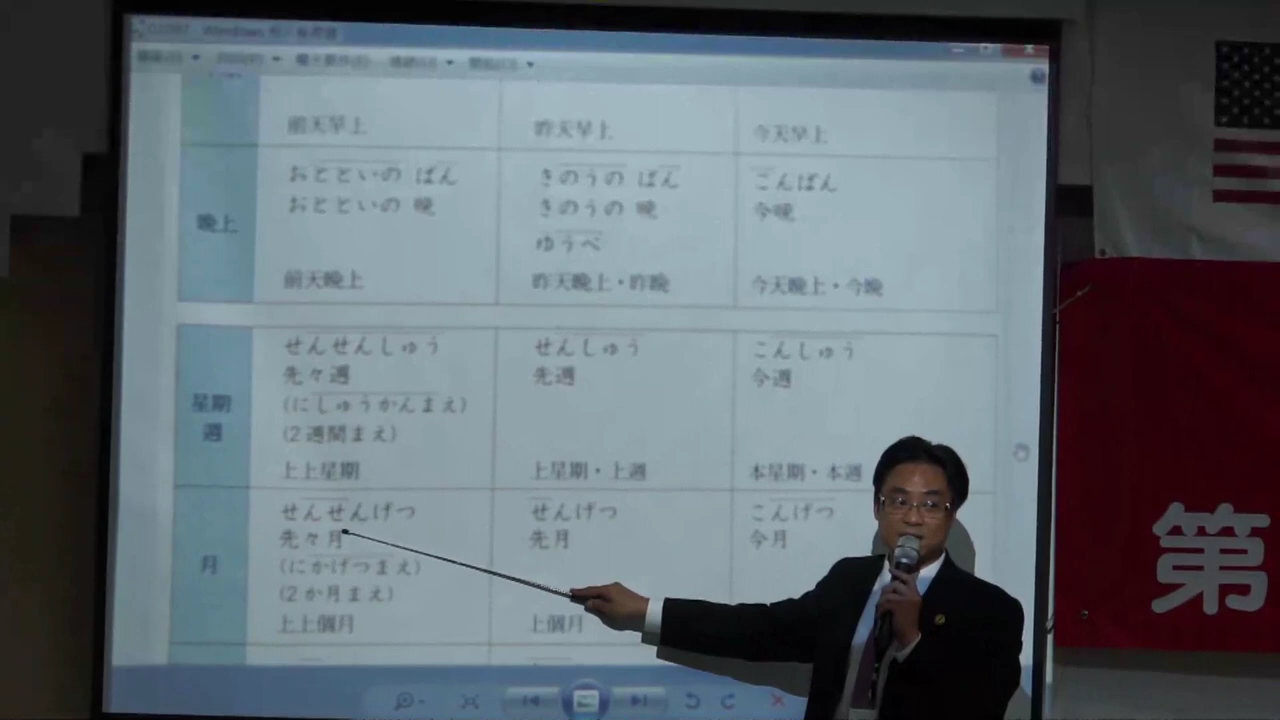 前天早上
昨天早上
今天早上
晚上
おとといの ばん
おとといの 晩
前天晚上
きのうの ばん
きのうの 晩
ゆうべ
昨天晚上・昨晚
こんばん
今晩
今天晚上・今晚
星期
週
せんせんしゅう
先々週
(にしゅうかんまえ)
(2週間まえ)
上上星期
せんしゅう
先週
上星期・上週
こんしゅう
今週
本星期・本週
月
せんせんげつ
先々月
(にかげつまえ)
(2か月まえ)
上上個月
せんげつ
先月
上個月
こんげつ
今月
第